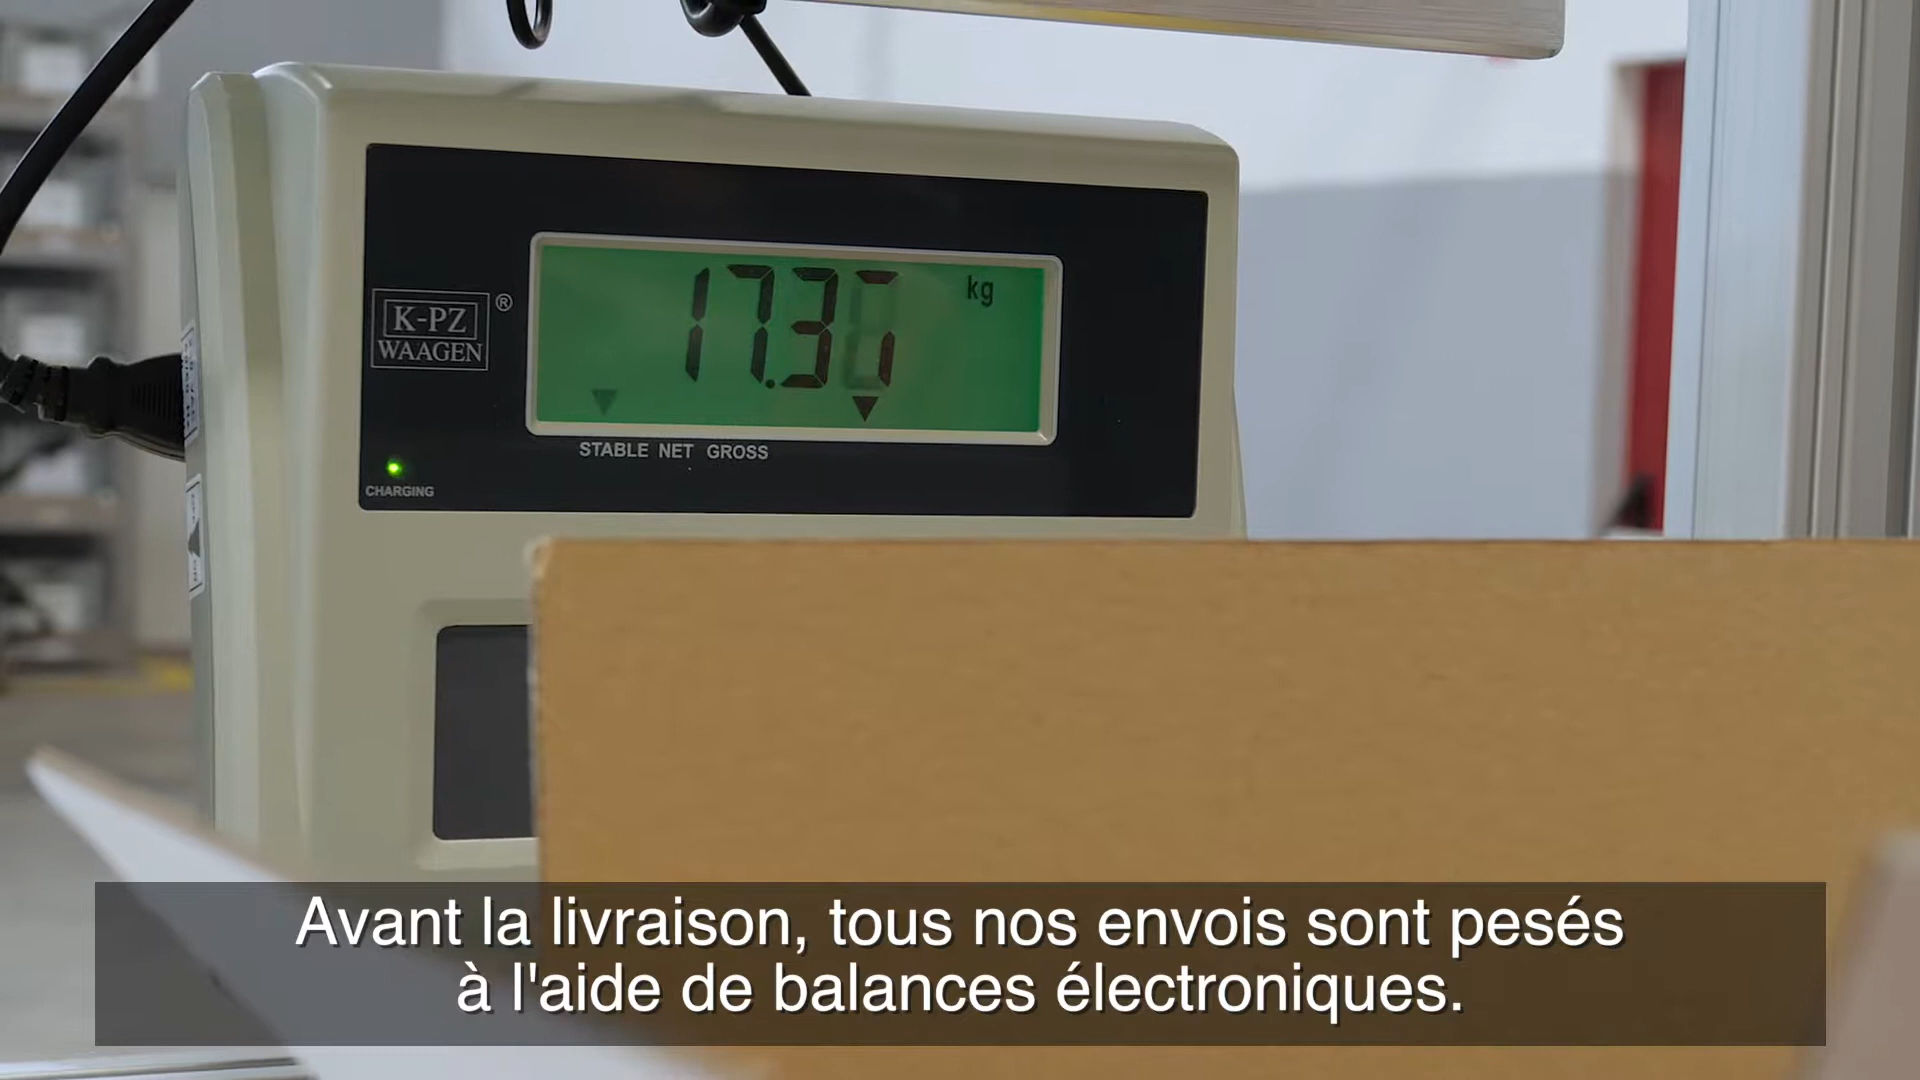 17.3
kg
K-PZ
WAAGEN
®
STABLE NET GROSS
CHARGING
Avant la livraison, tous nos envois sont pesés
à l'aide de balances électroniques.